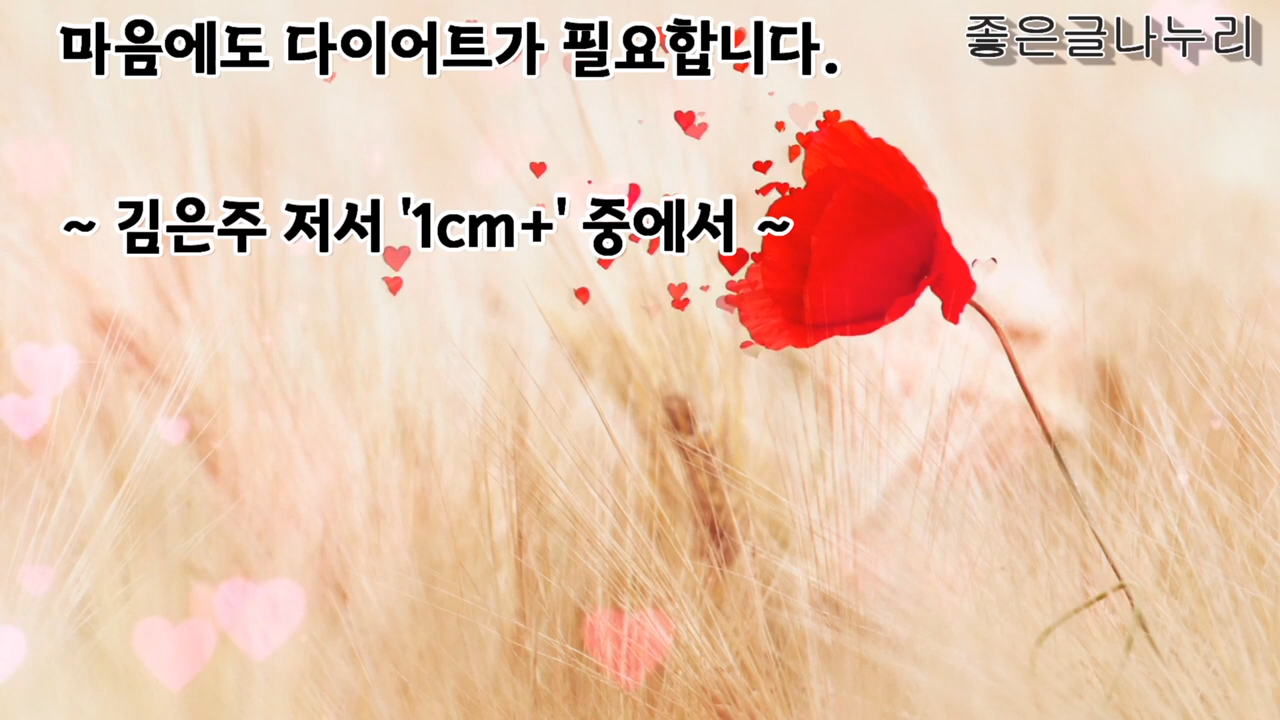 마음에도 다이어트가 필요합니다.
좋은글나누리
~ 김은주 저서 '1cm+' 중에서 ~